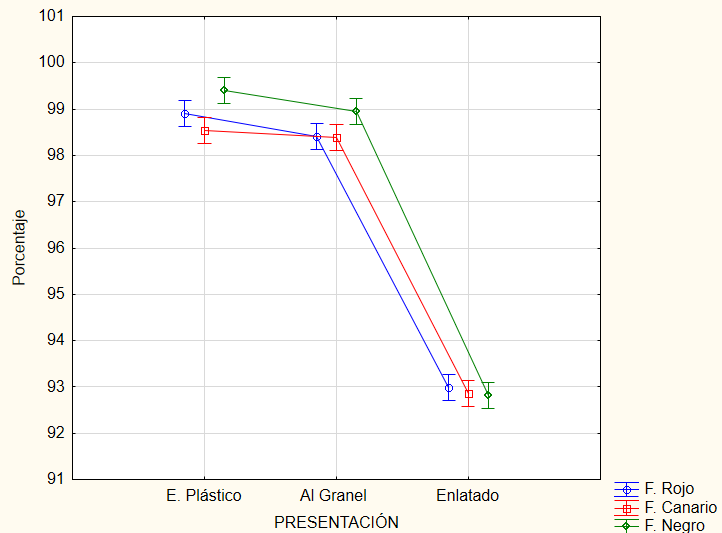 101
100
99
98
97
96
95
94
93
92
91
Porcentaje
E. Plástico Al Granel Enlatado
PRESENTACIÓN
F. Rojo
F. Canario
F. Negro